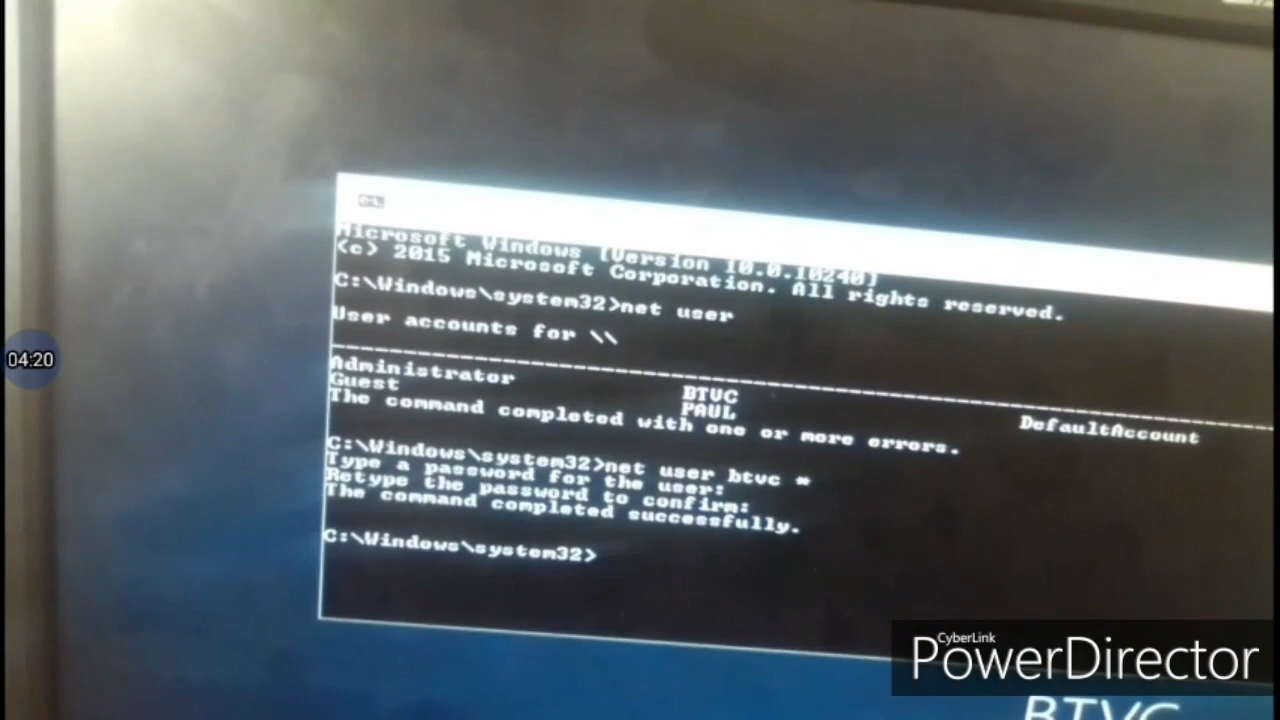 Microsoft Windows [Version 10.0.10240]
(c) 2015 Microsoft Corporation. All rights reserved.
C:\Windows\system32>net user
User accounts for \\
-------------------------------------------------------------------------------
Administrator BTVC DefaultAccount
Guest PAUL
The command completed with one or more errors.
C:\Windows\system32>net user btvc *
Type a password for the user:
Retype the password to confirm:
The command completed successfully.
C:\Windows\system32>
04:20
CyberLink
PowerDirector
BTVC